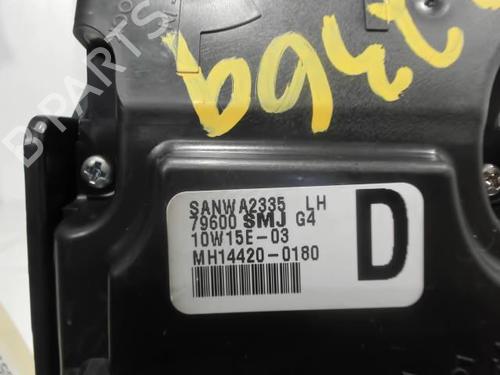 B-PARTS
SANWA2335 LH
79600 SMJ G4
10W15E-03
MH14420-0180
D